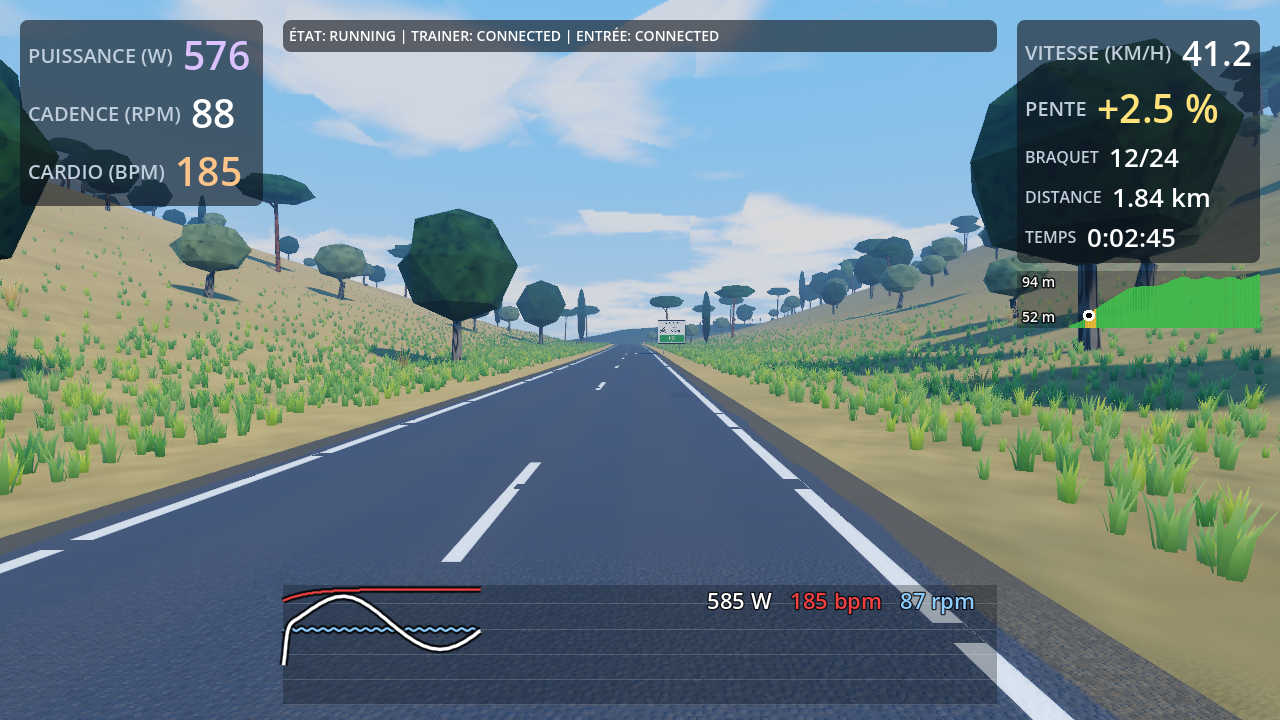 PUISSANCE (W) 576
CADENCE (RPM) 88
CARDIO (BPM) 185
ÉTAT: RUNNING | TRAINER: CONNECTED | ENTRÉE: CONNECTED
VITESSE (KM/H) 41.2
PENTE +2.5 %
BRAQUET 12/24
DISTANCE 1.84 km
TEMPS 0:02:45
94 m
52 m
585 W 185 bpm 87 rpm